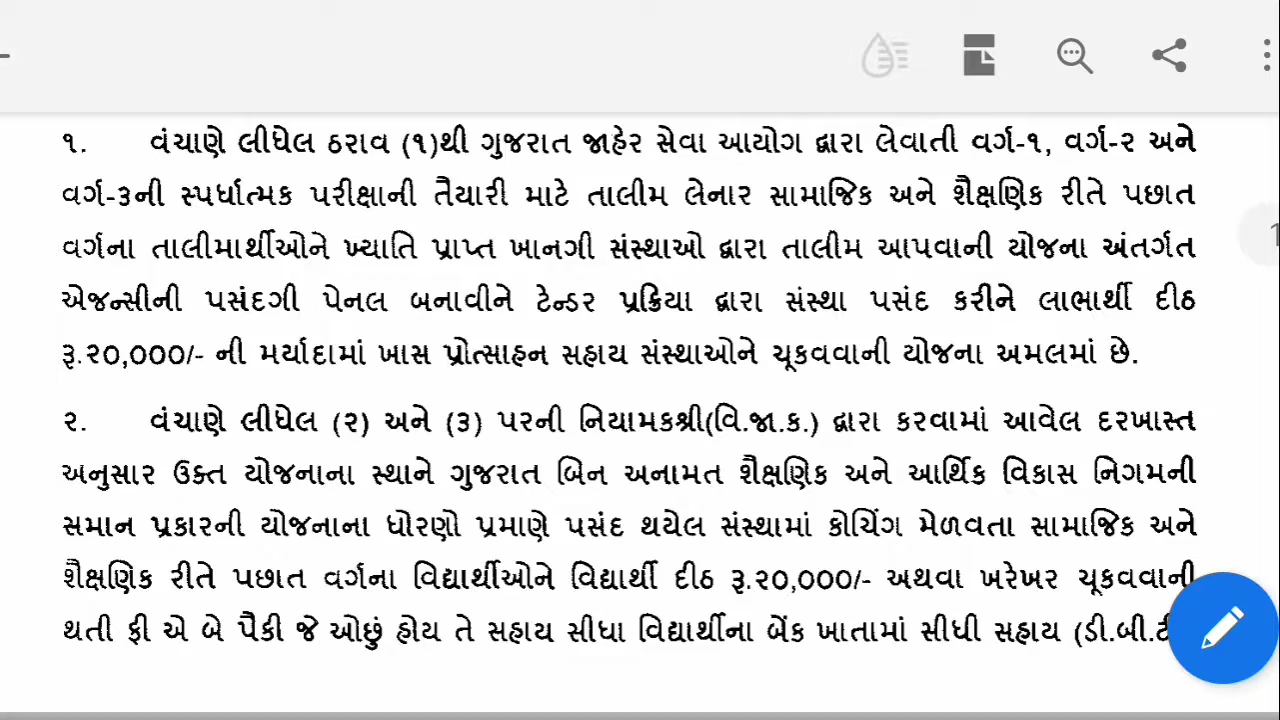 ૧. વંચાણે લીધેલ ઠરાવ (૧)થી ગુજરાત જાહેર સેવા આયોગ દ્વારા લેવાતી વર્ગ-૧, વર્ગ-૨ અને
વર્ગ-૩ની સ્પર્ધાત્મક પરીક્ષાની તૈયારી માટે તાલીમ લેનાર સામાજિક અને શૈક્ષણિક રીતે પછાત
વર્ગના તાલીમાર્થીઓને ખ્યાતિ પ્રાપ્ત ખાનગી સંસ્થાઓ દ્વારા તાલીમ આપવાની યોજના અંતર્ગત
એજન્સીની પસંદગી પેનલ બનાવીને ટેન્ડર પ્રક્રિયા દ્વારા સંસ્થા પસંદ કરીને લાભાર્થી દીઠ
રૂ.૨૦,૦૦૦/- ની મર્યાદામાં ખાસ પ્રોત્સાહન સહાય સંસ્થાઓને ચૂકવવાની યોજના અમલમાં છે.
૨. વંચાણે લીધેલ (૨) અને (૩) પરની નિયામકશ્રી(વિ.જા.ક.) દ્વારા કરવામાં આવેલ દરખાસ્ત
અનુસાર ઉક્ત યોજનાના સ્થાને ગુજરાત બિન અનામત શૈક્ષણિક અને આર્થિક વિકાસ નિગમની
સમાન પ્રકારની યોજનાના ધોરણો પ્રમાણે પસંદ થયેલ સંસ્થામાં કોચિંગ મેળવતા સામાજિક અને
શૈક્ષણિક રીતે પછાત વર્ગના વિદ્યાર્થીઓને વિદ્યાર્થી દીઠ રૂ.૨૦,૦૦૦/- અથવા ખરેખર ચૂકવવાની
થતી ફી એ બે પૈકી જે ઓછું હોય તે સહાય સીધા વિદ્યાર્થીના બેંક ખાતામાં સીધી સહાય (ડી.બી.ટી